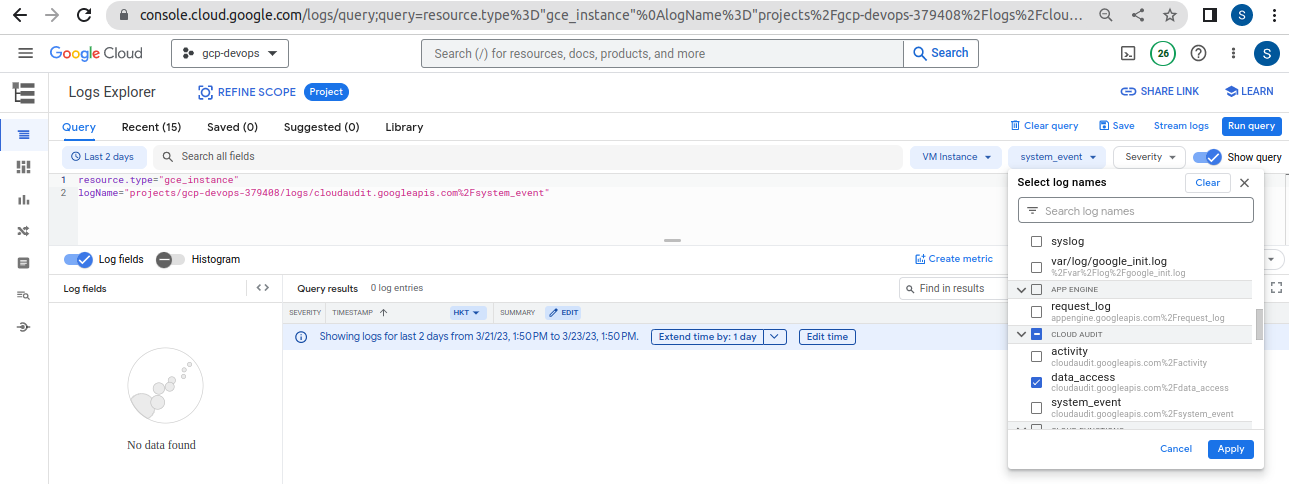 console.cloud.google.com/logs/query;query=resource.type%3D"gce_instance"%0AlogName%3D"projects%2Fgcp-devops-379408%2Flogs%2Fclou...
S
Google Cloud
gcp-devops
Search (/) for resources, docs, products, and more
Search
26
S
Logs Explorer
REFINE SCOPE
Project
SHARE LINK
LEARN
Query
Recent (15)
Saved (0)
Suggested (0)
Library
Clear query
Save
Stream logs
Run query
Last 2 days
Search all fields
VM Instance
system_event
Severity
Show query
1 resource.type="gce_instance"
2 logName="projects/gcp-devops-379408/logs/cloudaudit.googleapis.com%2Fsystem_event"
Select log names
Clear
Search log names
syslog
var/log/google_init.log
%2Fvar%2Flog%2Fgoogle_init.log
APP ENGINE
request_log
appengine.googleapis.com%2Frequest_log
CLOUD AUDIT
activity
cloudaudit.googleapis.com%2Factivity
data_access
cloudaudit.googleapis.com%2Fdata_access
system_event
cloudaudit.googleapis.com%2Fsystem_event
Cancel
Apply
Log fields
Histogram
Create metric
Log fields
Query results
0 log entries
Find in results
SEVERITY
TIMESTAMP
HKT
SUMMARY
EDIT
Showing logs for last 2 days from 3/21/23, 1:50 PM to 3/23/23, 1:50 PM.
Extend time by: 1 day
Edit time
No data found